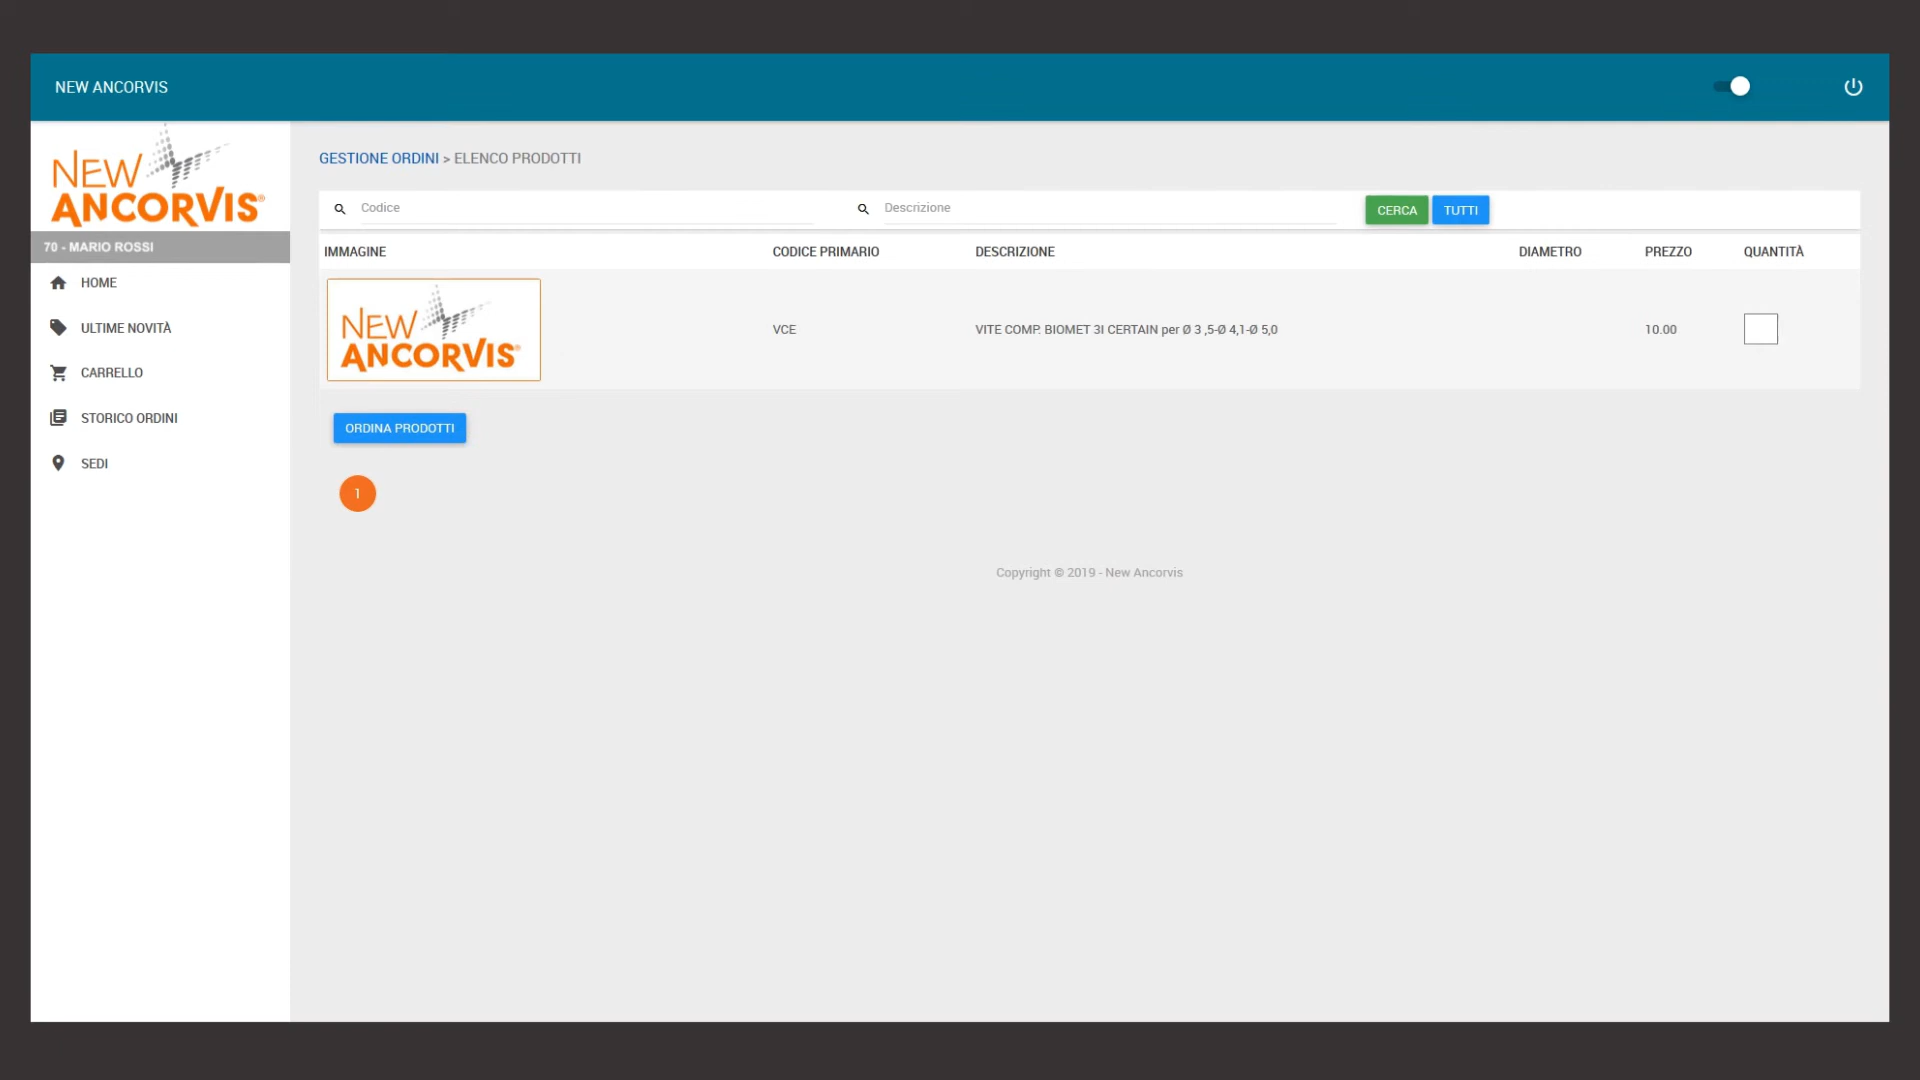 NEW ANCORVIS
NEW
ANCORVIS®
70 - MARIO ROSSI
HOME
ULTIME NOVITÀ
CARRELLO
STORICO ORDINI
SEDI
GESTIONE ORDINI > ELENCO PRODOTTI
Codice
Descrizione
CERCA
TUTTI
IMMAGINE CODICE PRIMARIO DESCRIZIONE DIAMETRO PREZZO QUANTITÀ
NEW
ANCORVIS®
VCE VITE COMP. BIOMET 3I CERTAIN per Ø 3 ,5-Ø 4,1-Ø 5,0 10.00
ORDINA PRODOTTI
1
Copyright © 2019 - New Ancorvis